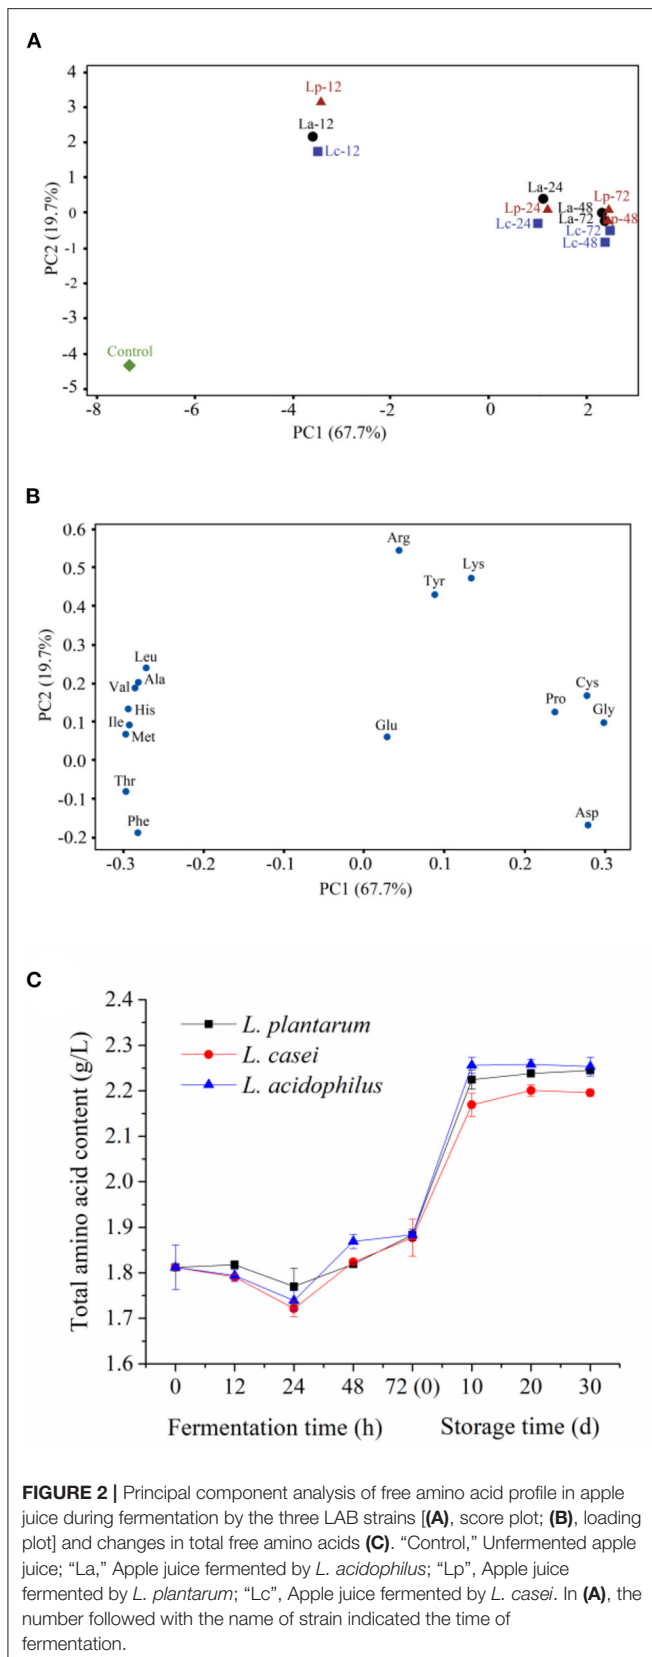 A
4
3
2
1
0
-1
-2
-3
-4
-5
PC2 (19.7%)
Lp-12
La-12
Lc-12
La-24
Lp-24
Lc-24
Lp-72
La-48
Lp-48
La-72
Lc-72
Lc-48
Control
-8
-6
-4
-2
0
2
PC1 (67.7%)
B
0.6
0.5
0.4
0.3
0.2
0.1
0.0
-0.1
-0.2
PC2 (19.7%)
Arg
Lys
Tyr
Leu
Val
Ala
His
Ile
Met
Thr
Phe
Glu
Cys
Pro
Gly
Asp
-0.3
-0.2
-0.1
0.0
0.1
0.2
0.3
PC1 (67.7%)
C
2.4
2.3
2.2
2.1
2.0
1.9
1.8
1.7
1.6
Total amino acid content (g/L)
L. plantarum
L. casei
L. acidophilus
0 12 24 48 72 (0) 10 20 30
Fermentation time (h) Storage time (d)
FIGURE 2 | Principal component analysis of free amino acid profile in apple
juice during fermentation by the three LAB strains [(A), score plot; (B), loading
plot] and changes in total free amino acids (C). “Control,” Unfermented apple
juice; “La,” Apple juice fermented by L. acidophilus; “Lp”, Apple juice
fermented by L. plantarum; “Lc”, Apple juice fermented by L. casei. In (A), the
number followed with the name of strain indicated the time of
fermentation.